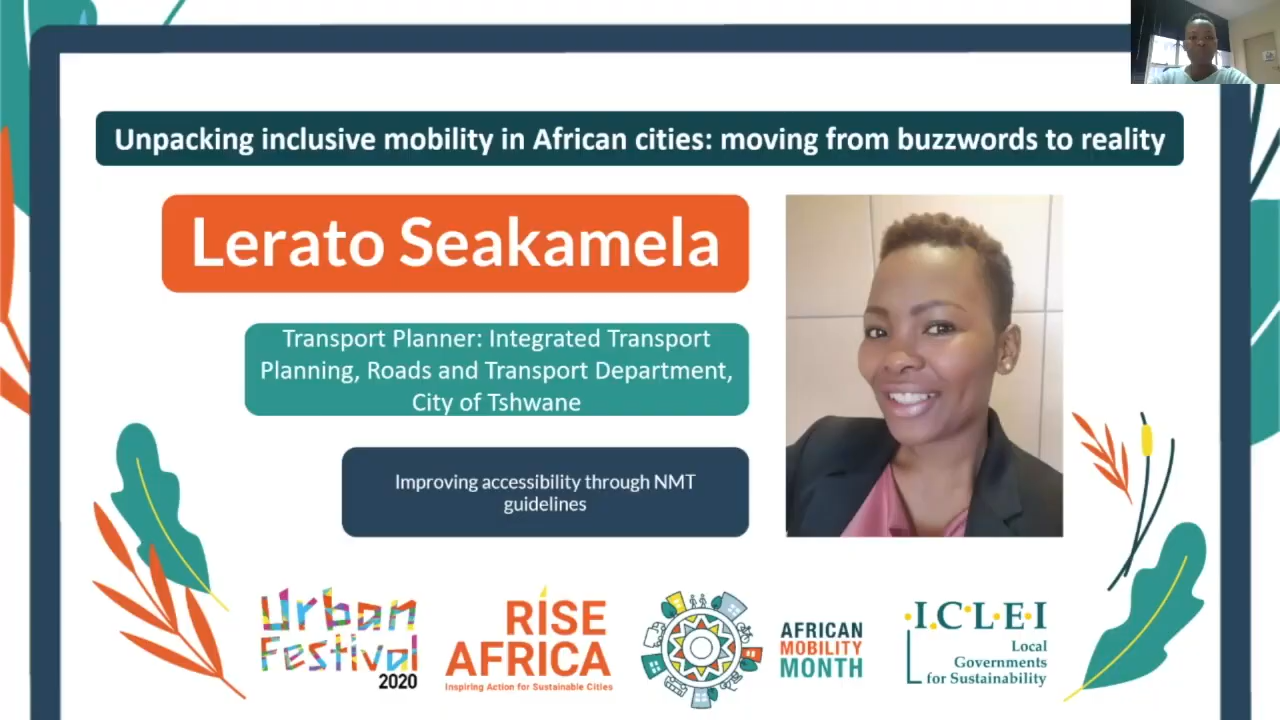 Unpacking inclusive mobility in African cities: moving from buzzwords to reality
Lerato Seakamela
Transport Planner: Integrated Transport
Planning, Roads and Transport Department,
City of Tshwane
Improving accessibility through NMT
guidelines
Urban
Festival
2020
RISE
AFRICA
Inspiring Action for Sustainable Cities
AFRICAN
MOBILITY
MONTH
I.C.L.E.I
Local
Governments
for Sustainability